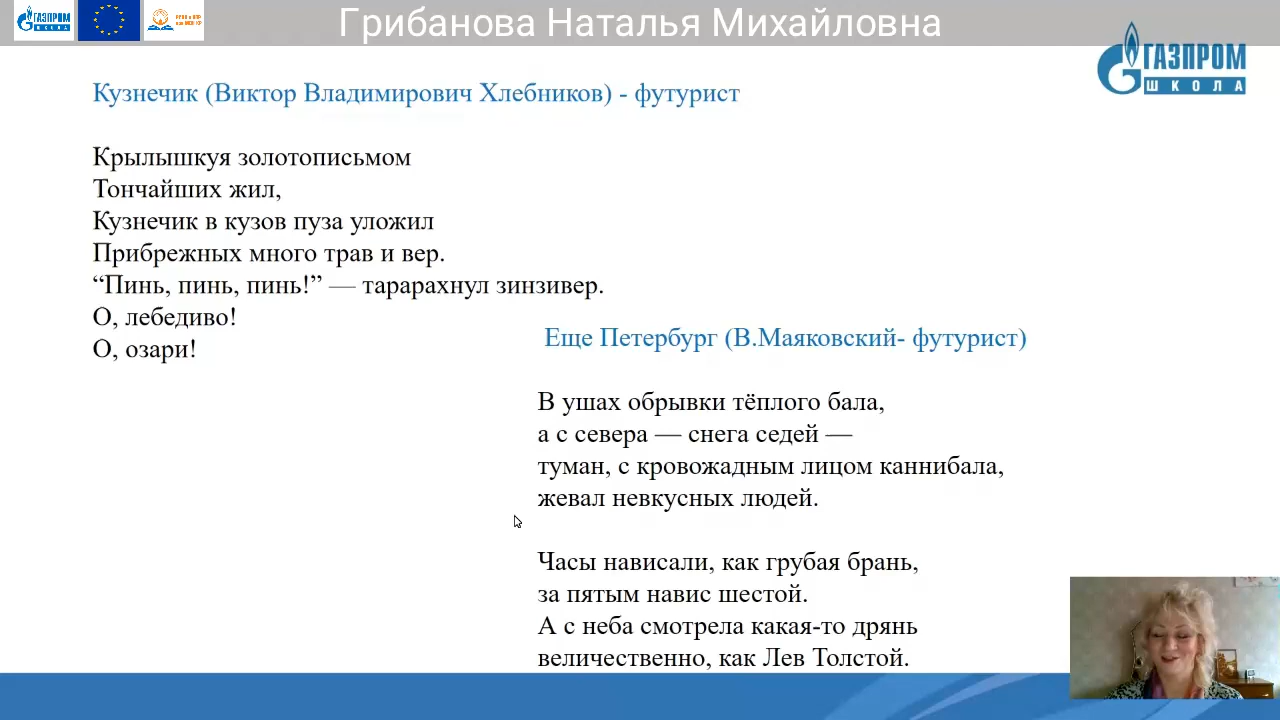 Грибанова Наталья Михайловна
ГАЗПРОМ
ШКОЛА
Кузнечик (Виктор Владимирович Хлебников) - футурист
Крылышкуя золотописьмом
Тончайших жил,
Кузнечик в кузов пуза уложил
Прибрежных много трав и вер.
“Пинь, пинь, пинь!” — тарарахнул зинзивер.
О, лебедиво!
О, озари!
Еще Петербург (В.Маяковский- футурист)
В ушах обрывки тёплого бала,
а с севера — снега седей —
туман, с кровожадным лицом каннибала,
жевал невкусных людей.
Часы нависали, как грубая брань,
за пятым навис шестой.
А с неба смотрела какая-то дрянь
величественно, как Лев Толстой.